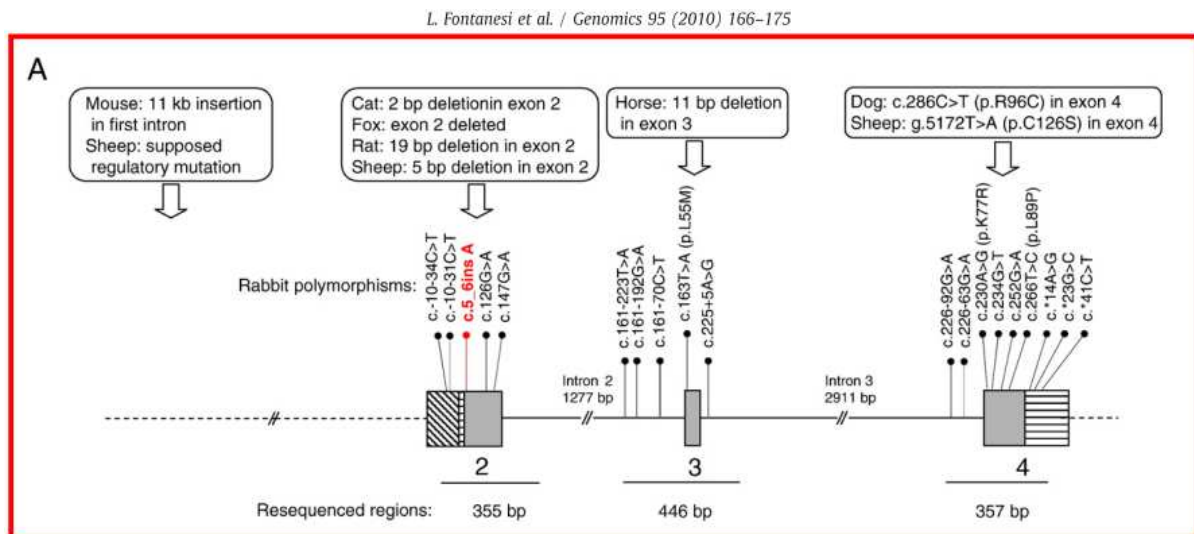 L. Fontanesi et al. / Genomics 95 (2010) 166–175
A
Mouse: 11 kb insertion
in first intron
Sheep: supposed
regulatory mutation
Cat: 2 bp deletionin exon 2
Fox: exon 2 deleted
Rat: 19 bp deletion in exon 2
Sheep: 5 bp deletion in exon 2
Horse: 11 bp deletion
in exon 3
Dog: c.286C>T (p.R96C) in exon 4
Sheep: g.5172T>A (p.C126S) in exon 4
Rabbit polymorphisms:
c.-10-34C>T
c.-10-31C>T
c.5_6ins A
c.126G>A
c.147G>A
c.161-223T>A
c.161-192G>A
c.161-70C>T
c.163T>A (p.L55M)
c.225+5A>G
c.226-92G>A
c.226-63G>A
c.230A>G (p.K77R)
c.234G>T
c.252G>A
c.266T>C (p.L89P)
c.*14A>G
c.*23G>C
c.*41C>T
Intron 2
1277 bp
Intron 3
2911 bp
2
3
4
Resequenced regions:
355 bp
446 bp
357 bp